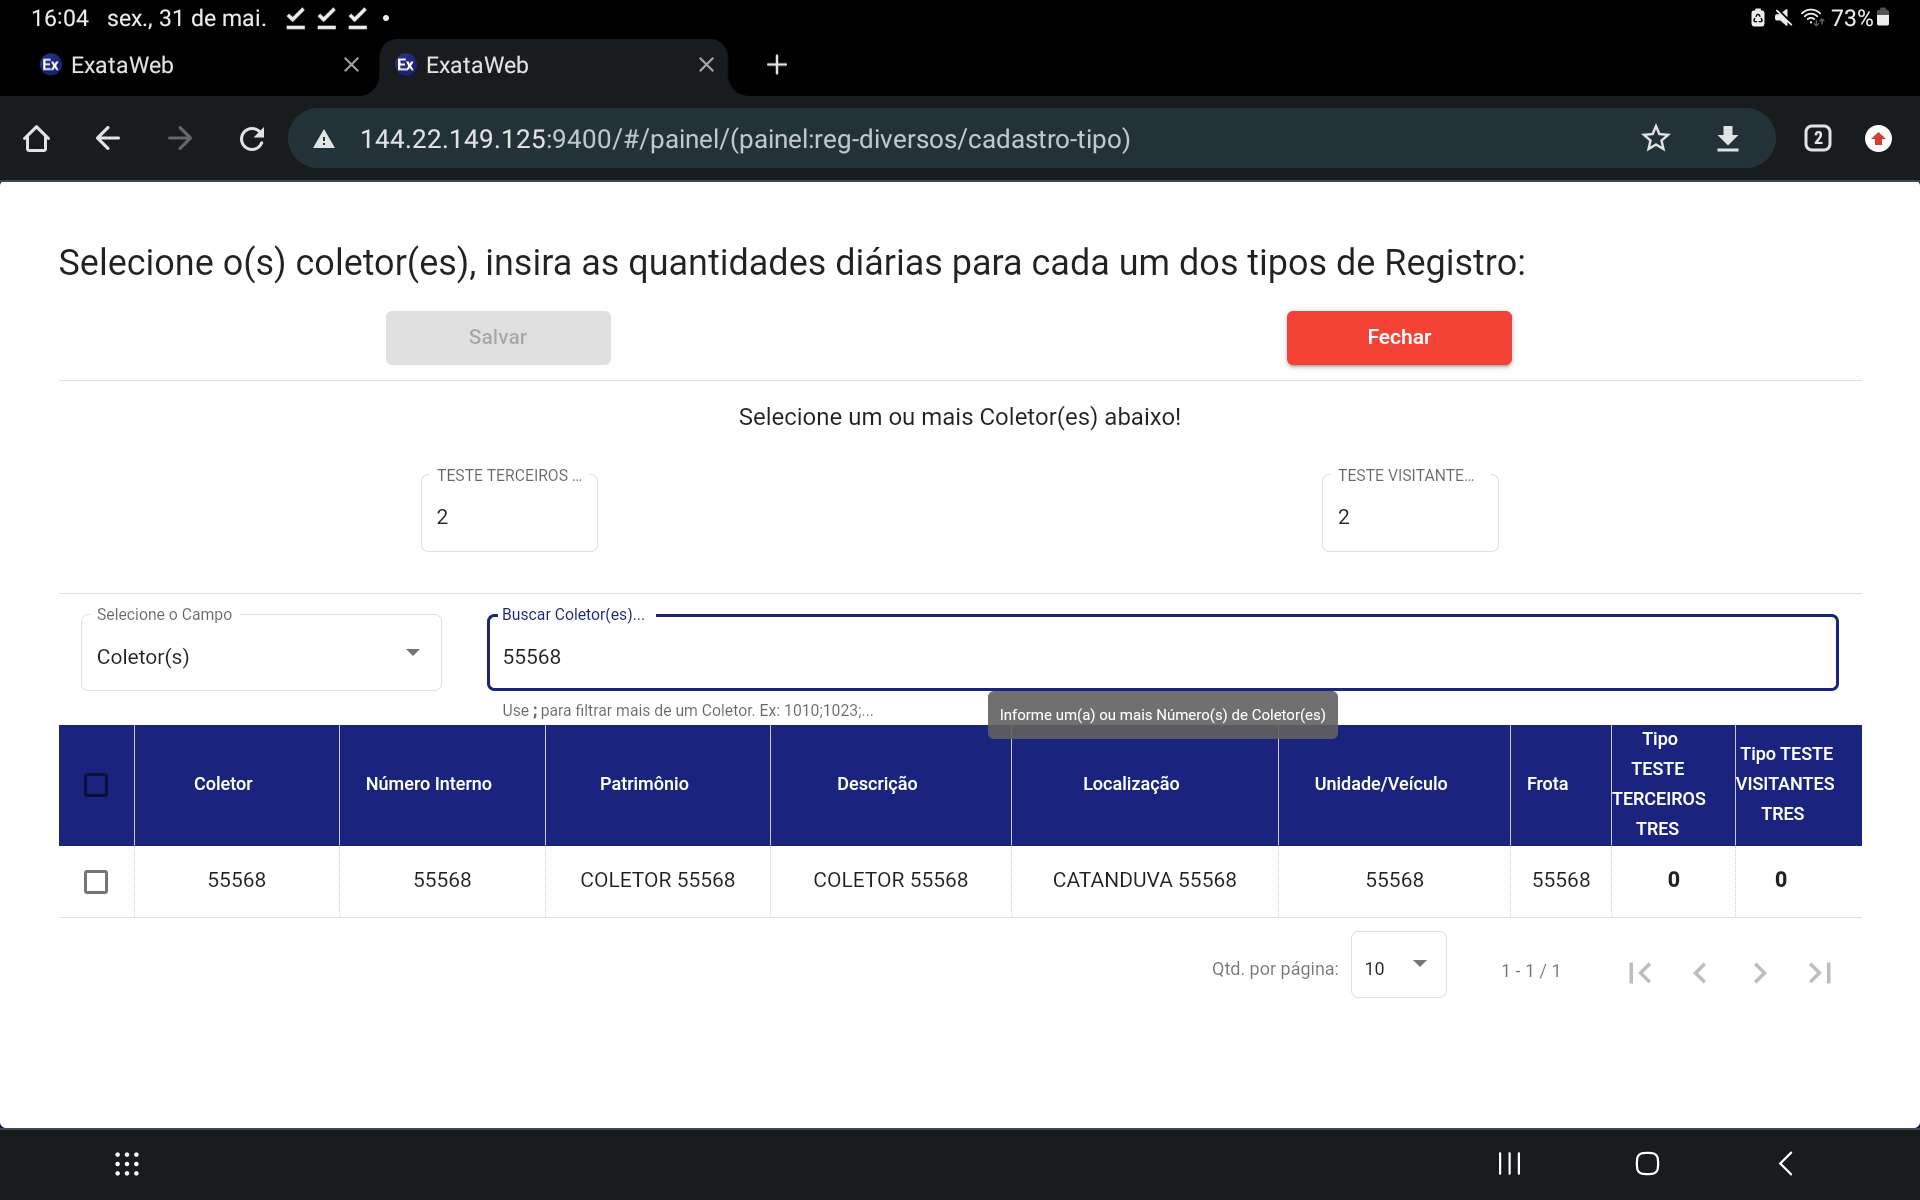 16:04 sex., 31 de mai. 73%
Ex ExataWeb Ex ExataWeb
144.22.149.125:9400/#/painel/(painel:reg-diversos/cadastro-tipo) 2
Selecione o(s) coletor(es), insira as quantidades diárias para cada um dos tipos de Registro:
Salvar Fechar
Selecione um ou mais Coletor(es) abaixo!
TESTE TERCEIROS ... TESTE VISITANTE...
2 2
Selecione o Campo Buscar Coletor(es)...
Coletor(s) 55568
Use ; para filtrar mais de um Coletor. Ex: 1010;1023;...
Informe um(a) ou mais Número(s) de Coletor(es)
Coletor Número Interno Patrimônio Descrição Localização Unidade/Veículo Frota
Tipo
TESTE
TERCEIROS
TRES
Tipo TESTE
VISITANTES
TRES
55568 55568 COLETOR 55568 COLETOR 55568 CATANDUVA 55568 55568 55568 0 0
Qtd. por página: 10 1 - 1 / 1